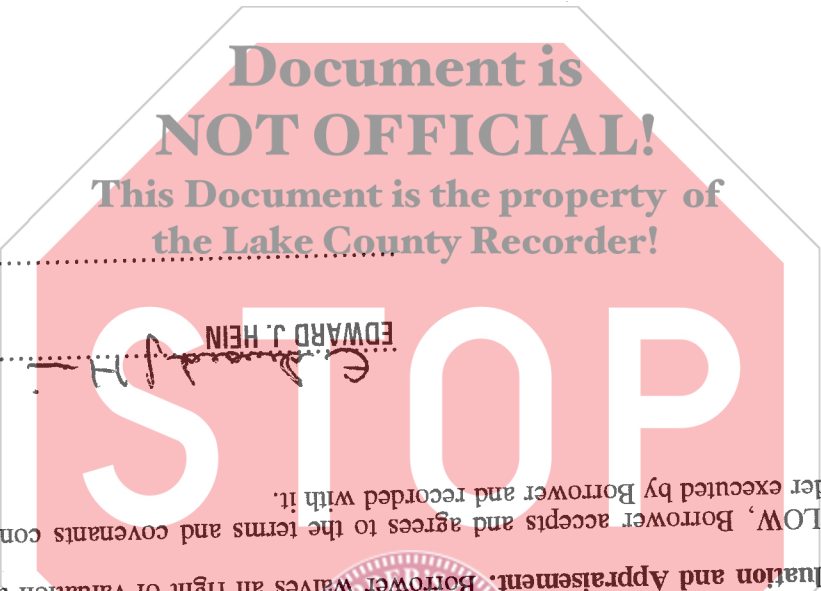 Document is
NOT OFFICIAL!
This Document is the property of
the Lake County Recorder!
STOP
luation and Appraisement: Borrower waives all right of valuation
LOW, Borrower accepts and agrees to the terms and covenants con
der executed by Borrower and recorded with it.
Edward J. H
EDWARD J. HEIN